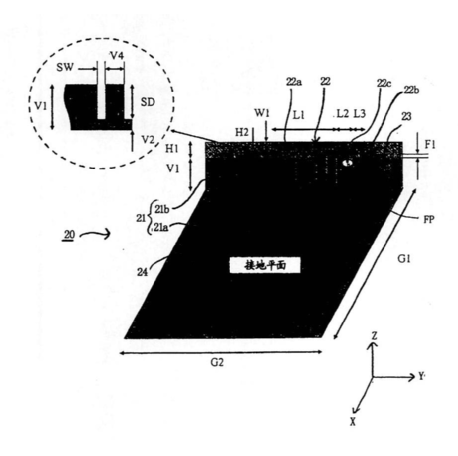 SW
V4
V1
SD
V2
22a
22
22c
22b
W1
L1
L2
L3
23
H2
F1
H1
V1
21
21b
21a
20
FP
24
接地平面
G1
G2
Z
Y
X